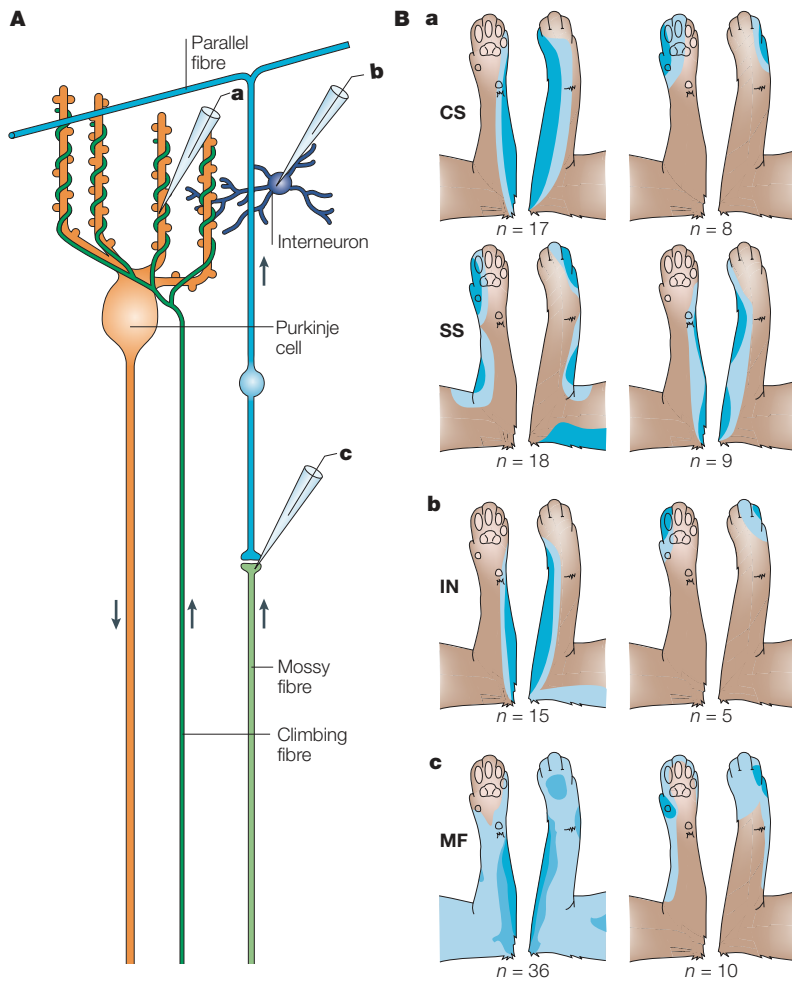 A
Parallel
fibre
a
b
Interneuron
Purkinje
cell
c
Mossy
fibre
Climbing
fibre
B
a
CS
n = 17
n = 8
SS
n = 18
n = 9
b
IN
n = 15
n = 5
c
MF
n = 36
n = 10